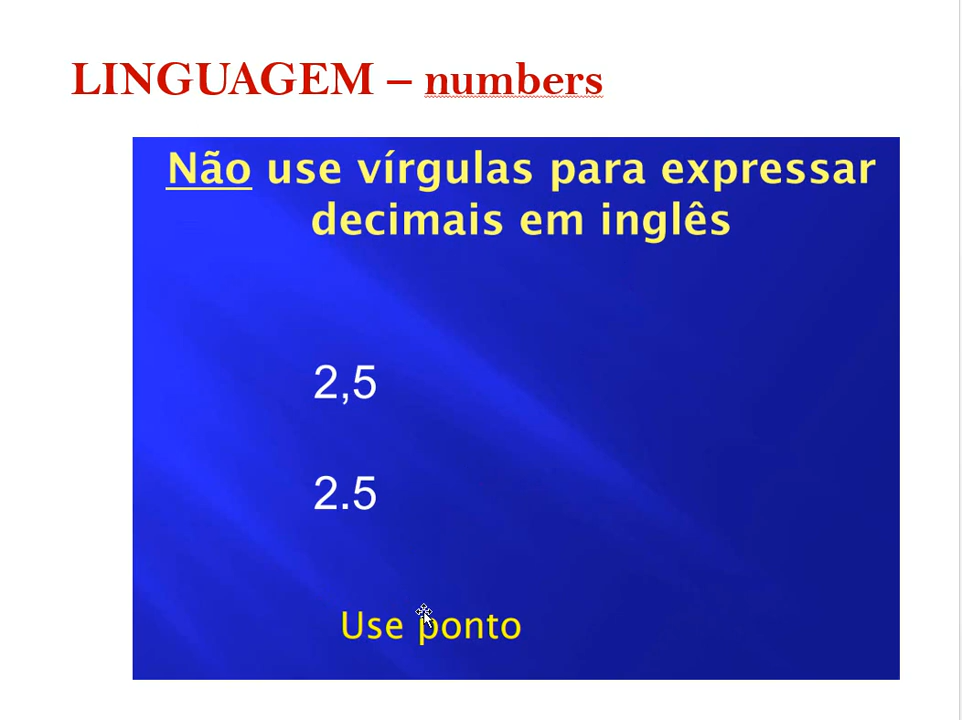 LINGUAGEM – numbers
Não use vírgulas para expressar
decimais em inglês
2,5
2.5
Use ponto